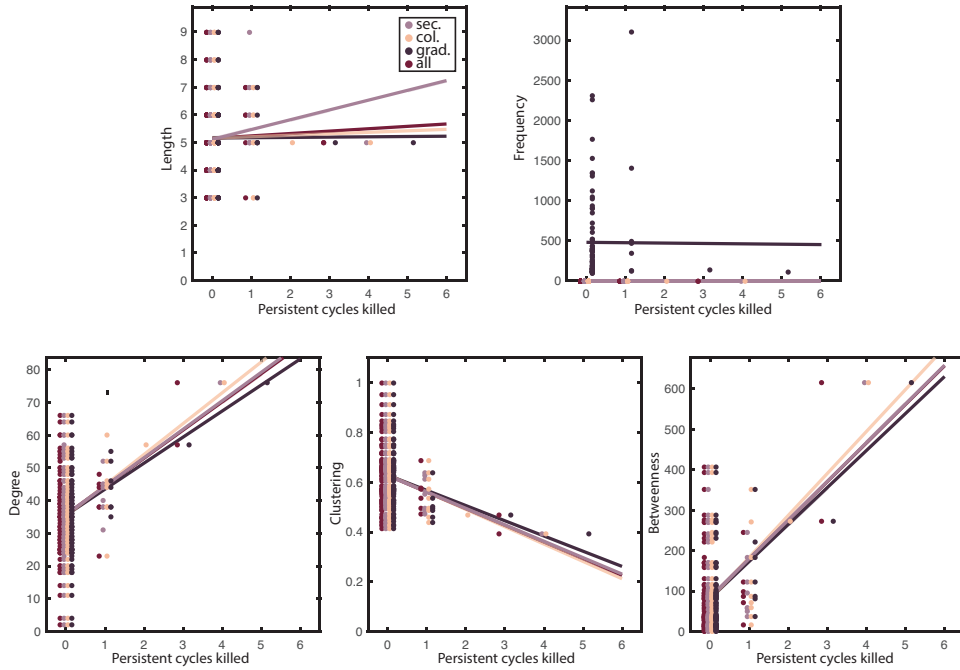 9
8
7
6
5
4
3
2
1
0
Length
0 1 2 3 4 5 6
Persistent cycles killed
sec.
col.
grad.
all
3000
2500
2000
1500
1000
500
0
Frequency
0 1 2 3 4 5 6
Persistent cycles killed
80
70
60
50
40
30
20
10
0
Degree
0 1 2 3 4 5 6
Persistent cycles killed
1
0.8
0.6
0.4
0.2
0
Clustering
0 1 2 3 4 5 6
Persistent cycles killed
600
500
400
300
200
100
0
Betweenness
0 1 2 3 4 5 6
Persistent cycles killed